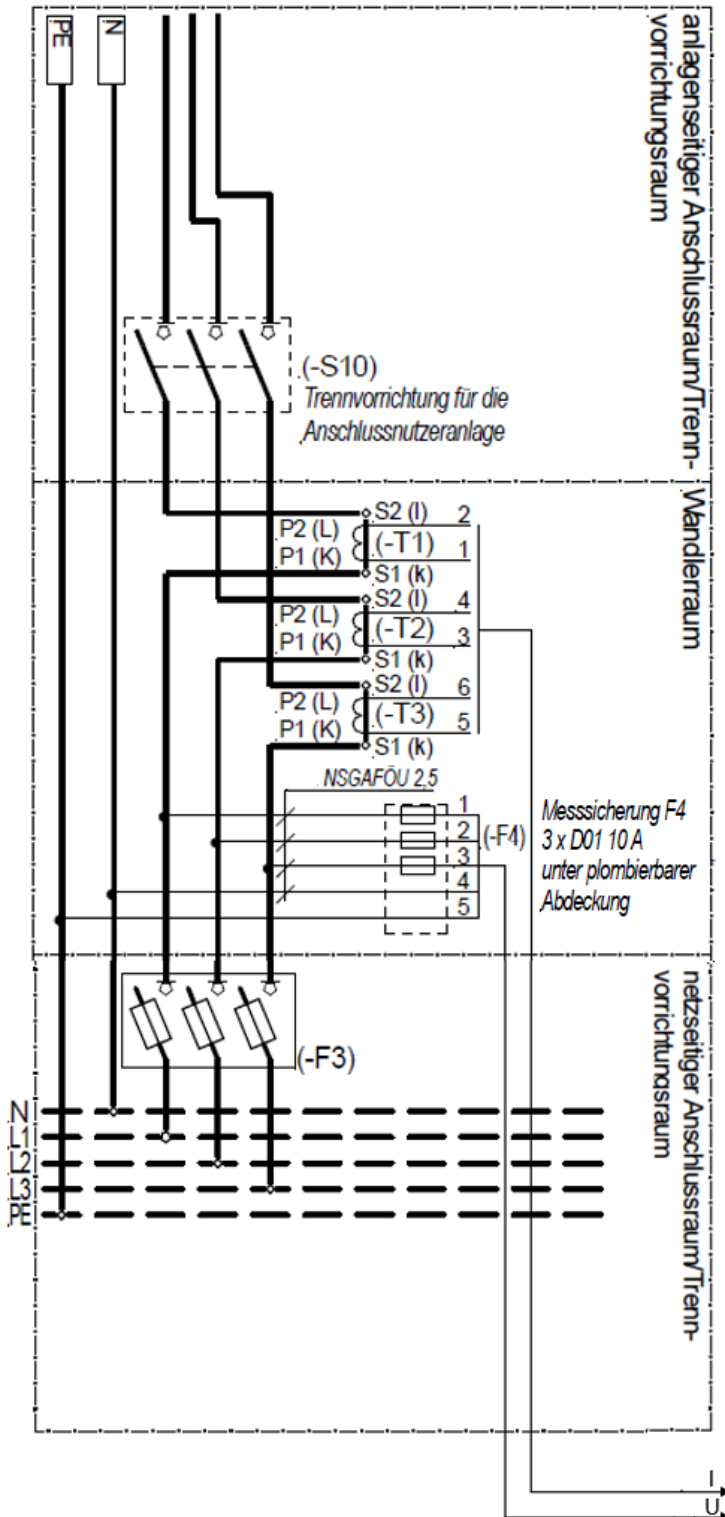 PE
N
anlagenseitiger Anschlussraum/Trenn-
vorrichtungsraum
(-S10)
Trennvorrichtung für die
Anschlussnutzeranlage
Wandlerraum
S2 (l) 2
P2 (L)
(-T1) 1
P1 (K)
S1 (k)
S2 (l) 4
P2 (L)
(-T2) 3
P1 (K)
S1 (k)
S2 (l) 6
P2 (L)
(-T3) 5
P1 (K)
S1 (k)
NSGAFÖU 2,5
1
2
3
4
5
(-F4)
Messsicherung F4
3 x D01 10 A
unter plombierbarer
Abdeckung
netzseitiger Anschlussraum/Trenn-
vorrichtungsraum
(-F3)
N
L1
L2
L3
PE
I
U